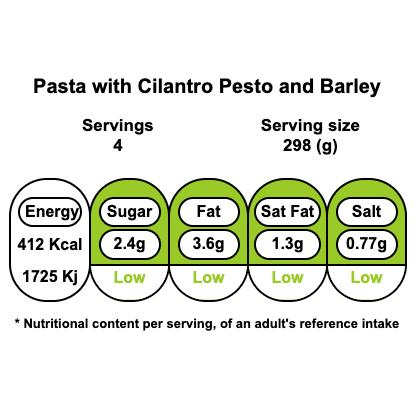 Pasta with Cilantro Pesto and Barley
Servings
4
Serving size
298 (g)
Energy
412 Kcal
1725 Kj
Sugar
2.4g
Low
Fat
3.6g
Low
Sat Fat
1.3g
Low
Salt
0.77g
Low
* Nutritional content per serving, of an adult's reference intake